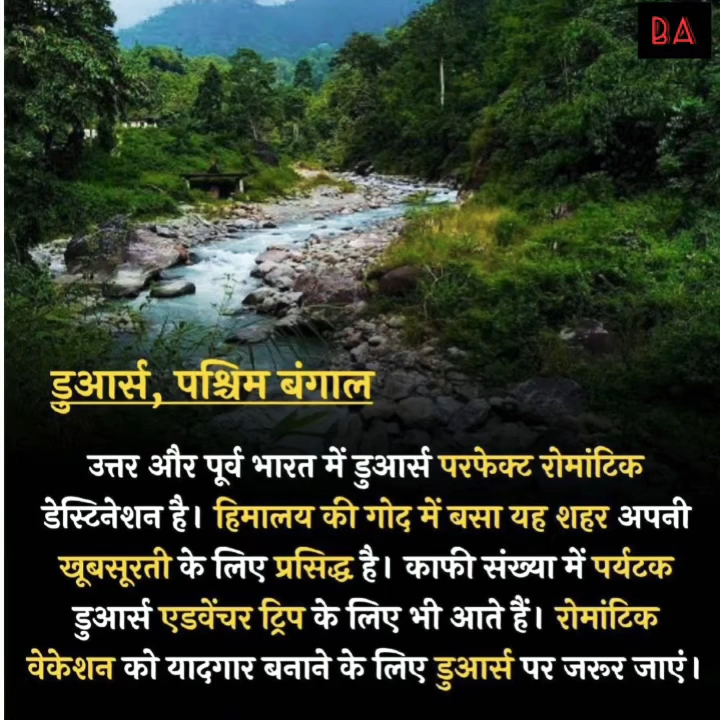 BA
डुआर्स, पश्चिम बंगाल
उत्तर और पूर्व भारत में डुआर्स परफेक्ट रोमांटिक
डेस्टिनेशन है। हिमालय की गोद में बसा यह शहर अपनी
खूबसूरती के लिए प्रसिद्ध है। काफी संख्या में पर्यटक
डुआर्स एडवेंचर ट्रिप के लिए भी आते हैं। रोमांटिक
वेकेशन को यादगार बनाने के लिए डुआर्स पर जरूर जाएं।